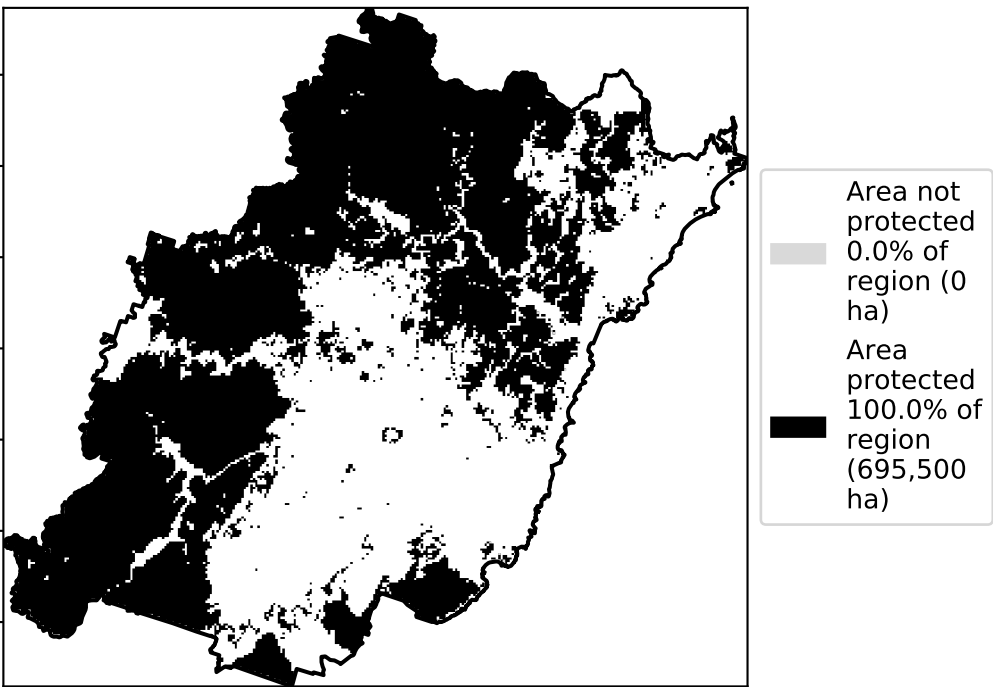 Area not
protected
0.0% of
region (0
ha)
Area
protected
100.0% of
region
(695,500
ha)